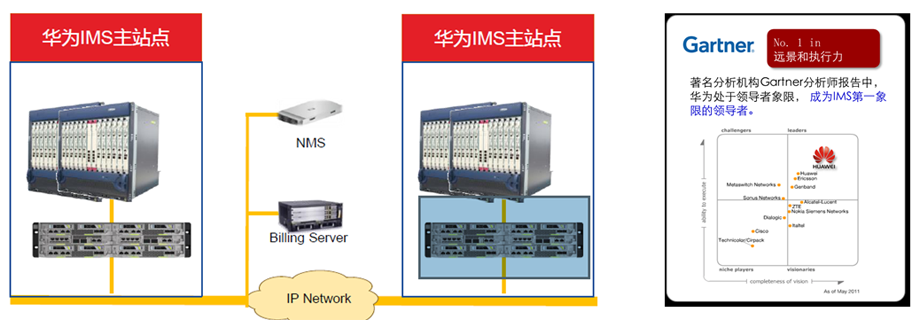 华为IMS主站点
华为IMS主站点
NMS
Billing Server
IP Network
Gartner
No. 1 in
远景和执行力
著名分析机构Gartner分析师报告中，
华为处于领导者象限， 成为IMS第一象
限的领导者。
challengers
leaders
HUAWEI
Huawei
Ericsson
Metaswitch Networks
Genband
Sonus Networks
Alcatel-Lucent
ZTE
Nokia Siemens Networks
Dialogic
Italtel
Cisco
Technicolor/Cirpack
ability to execute
niche players
visionaries
completeness of vision
As of May 2011